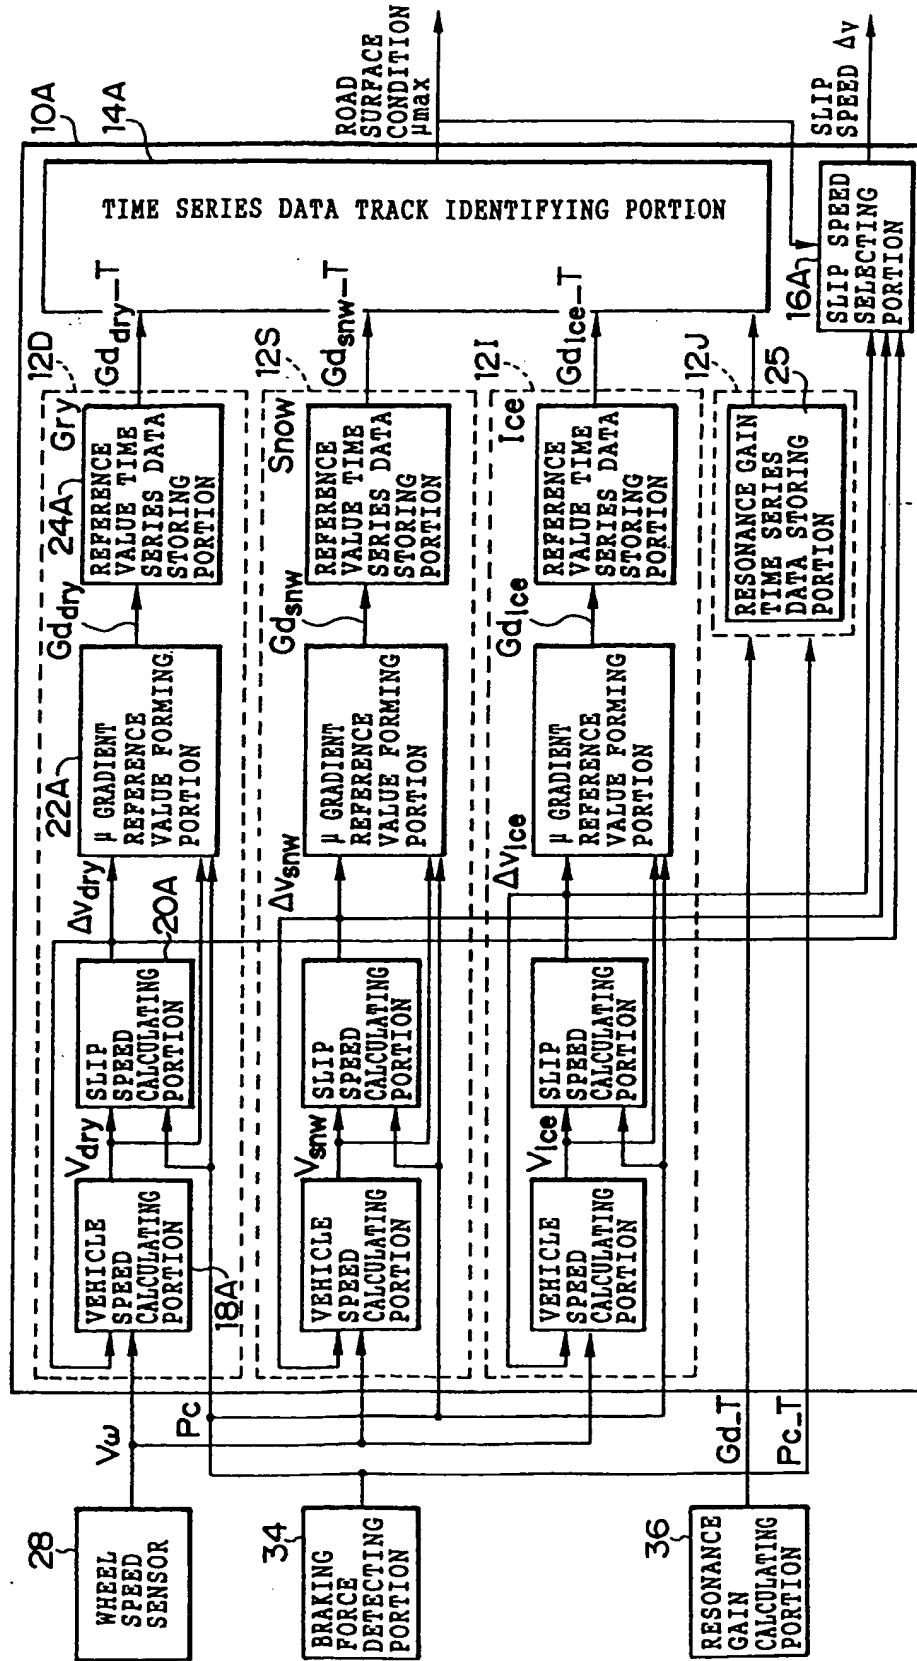 28
WHEEL
SPEED
SENSOR
34
BRAKING
FORCE
DETECTING
PORTION
36
RESONANCE
GAIN
CALCULATING
PORTION
Vω
Pc
Gd_T
Pc_T
VEHICLE
SPEED
CALCULATING
PORTION
18A
Vdry
SLIP
SPEED
CALCULATING
PORTION
20A
ΔVdry
22A
μ GRADIENT
REFERENCE
VALUE FORMING
PORTION
Gddry
24A
Gry
REFERENCE
VALUE TIME
SERIES DATA
STORING
PORTION
12D
Gddry_T
VEHICLE
SPEED
CALCULATING
PORTION
Vsnw
SLIP
SPEED
CALCULATING
PORTION
ΔVsnw
μ GRADIENT
REFERENCE
VALUE FORMING
PORTION
Gdsnw
Snow
REFERENCE
VALUE TIME
SERIES DATA
STORING
PORTION
12S
Gdsnw_T
VEHICLE
SPEED
CALCULATING
PORTION
VIce
SLIP
SPEED
CALCULATING
PORTION
ΔVIce
μ GRADIENT
REFERENCE
VALUE FORMING
PORTION
GdIce
Ice
REFERENCE
VALUE TIME
SERIES DATA
STORING
PORTION
12I
GdIce_T
12J
25
RESONANCE GAIN
TIME SERIES
DATA STORING
PORTION
10A
14A
TIME SERIES DATA TRACK IDENTIFYING PORTION
16A
SLIP SPEED
SELECTING
PORTION
ROAD
SURFACE
CONDITION
μmax
SLIP
SPEED Δv